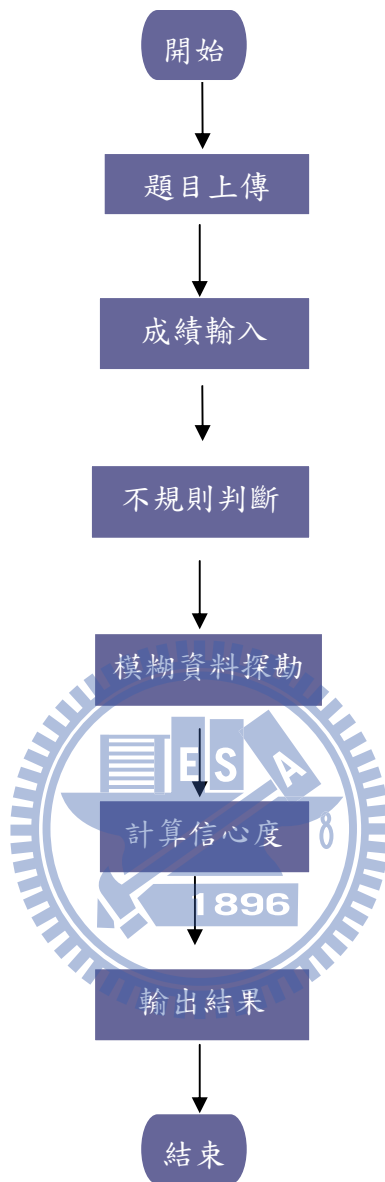 開始
題目上傳
成績輸入
不規則判斷
模糊資料探勘
E S A
計算信心度
8
1896
輸出結果
結束